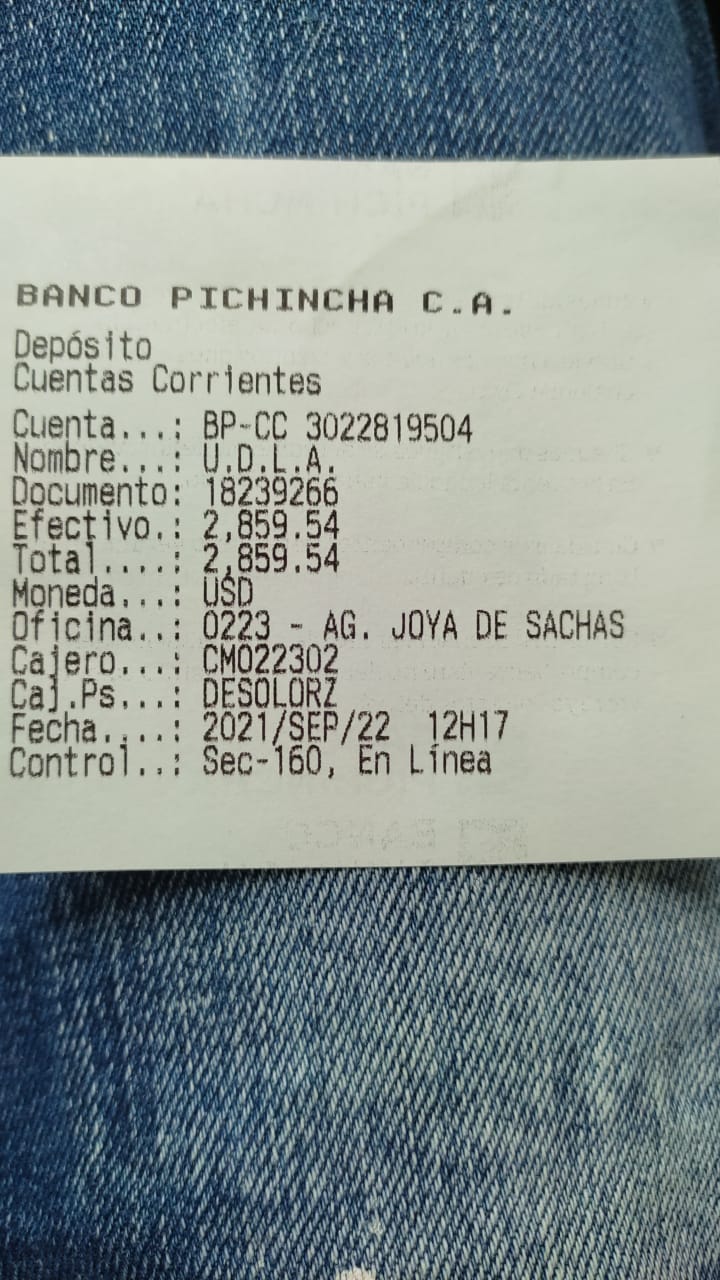 BANCO PICHINCHA C.A.
Depósito
Cuentas Corrientes
Cuenta...: BP-CC 3022819504
Nombre...: U.D.L.A.
Documento: 18239266
Efectivo.: 2,859.54
Total....: 2,859.54
Moneda...: USD
Oficina..: 0223 - AG. JOYA DE SACHAS
Cajero...: CM022302
Caj.Ps...: DESOLORZ
Fecha....: 2021/SEP/22 12H17
Control..: Sec-160, En Línea